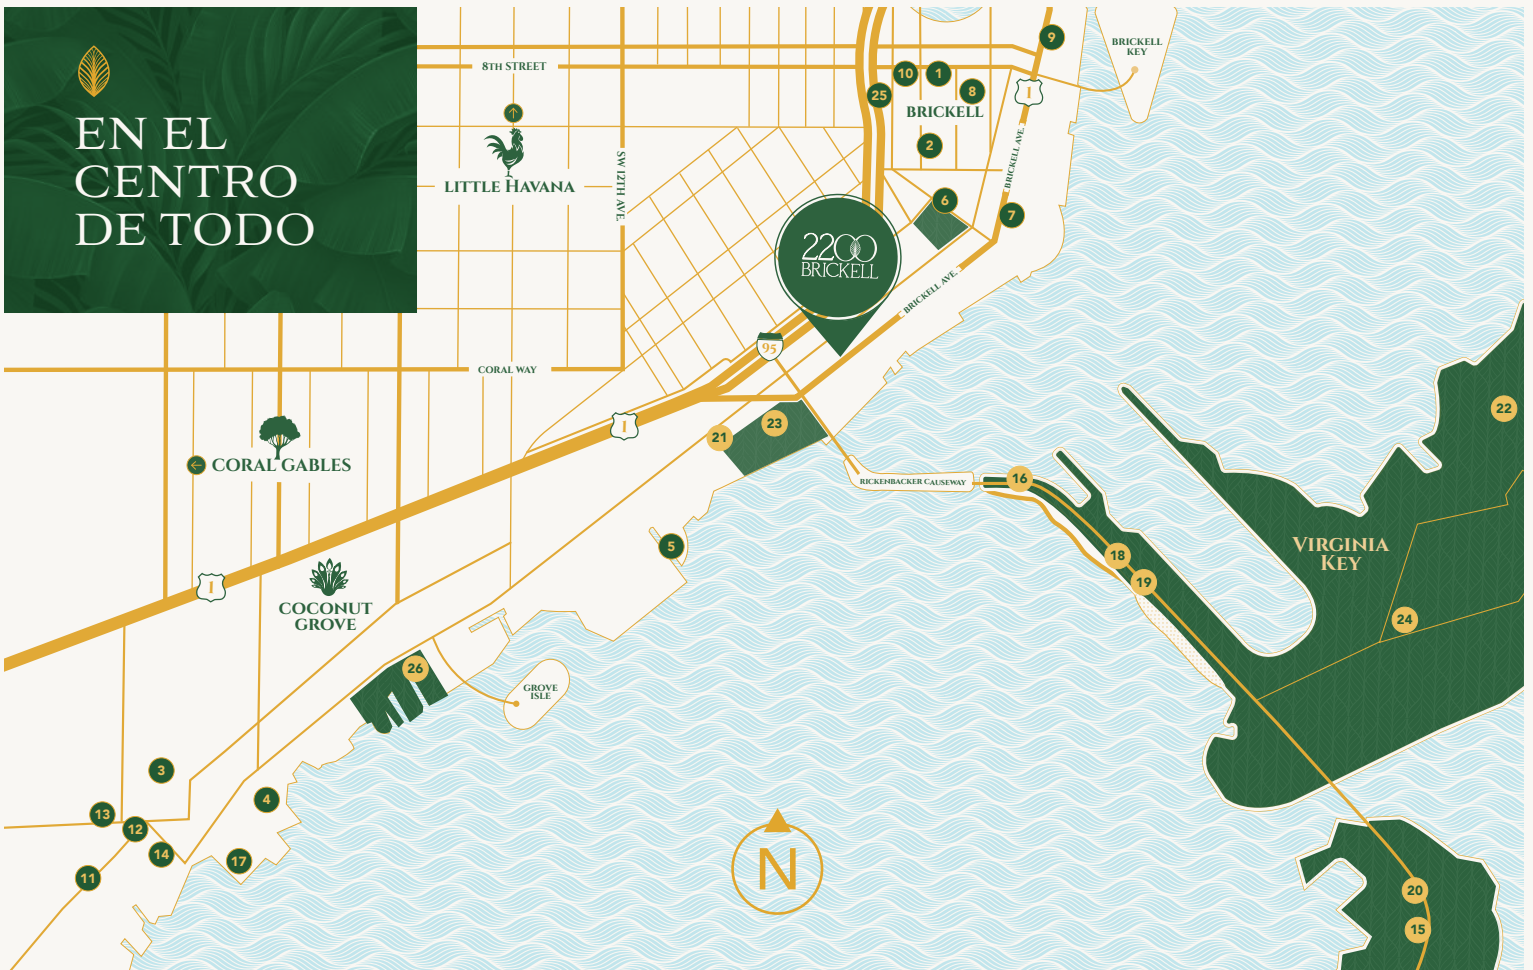 EN EL
CENTRO
DE TODO
8TH STREET
LITTLE HAVANA
SW 12TH AVE.
CORAL WAY
CORAL GABLES
COCONUT
GROVE
BRICKELL
KEY
9
10
1
8
25
BRICKELL
1
2
BRICKELL AVE.
6
7
2200
BRICKELL
BRICKELL AVE.
95
1
21
23
22
RICKENBACKER CAUSEWAY
16
5
18
19
VIRGINIA
KEY
24
1
26
GROVE
ISLE
3
4
13
12
14
17
11
N
20
15